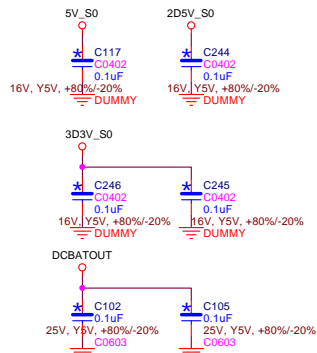 5V_S0
2D5V_S0
* C117
C0402
0.1uF
16V, Y5V, +80%/-20%
DUMMY
* C244
C0402
0.1uF
16V, Y5V, +80%/-20%
DUMMY
3D3V_S0
* C246
C0402
0.1uF
16V, Y5V, +80%/-20%
DUMMY
* C245
C0402
0.1uF
16V, Y5V, +80%/-20%
DUMMY
DCBATOUT
* C102
0.1uF
25V, Y5V, +80%/-20%
C0603
* C105
0.1uF
25V, Y5V, +80%/-20%
C0603